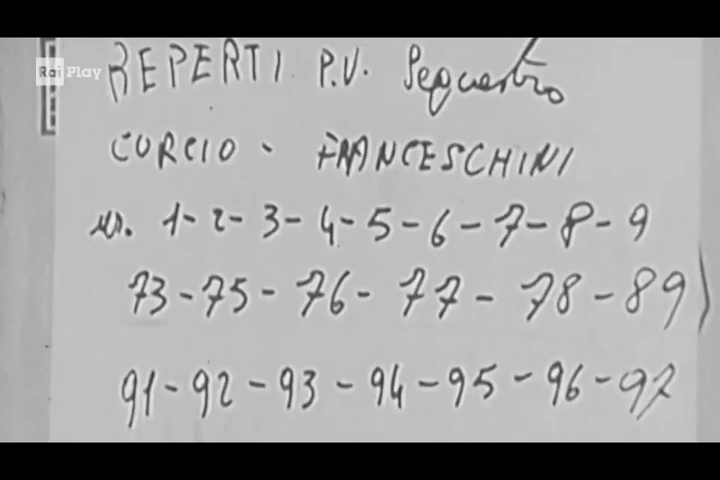 Rai Play
REPERTI P.V. Sequestro
CURCIO - FRANCESCHINI
nr. 1-2-3-4-5-6-7-8-9
73-75-76-77-78-89)
91-92-93-94-95-96-97